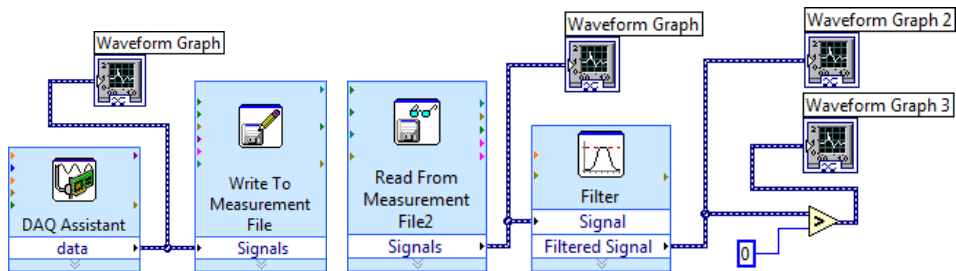 Waveform Graph
DAQ Assistant
data
Write To
Measurement
File
Signals
Read From
Measurement
File2
Signals
Waveform Graph
Filter
Signal
Filtered Signal
Waveform Graph 2
Waveform Graph 3
>
0